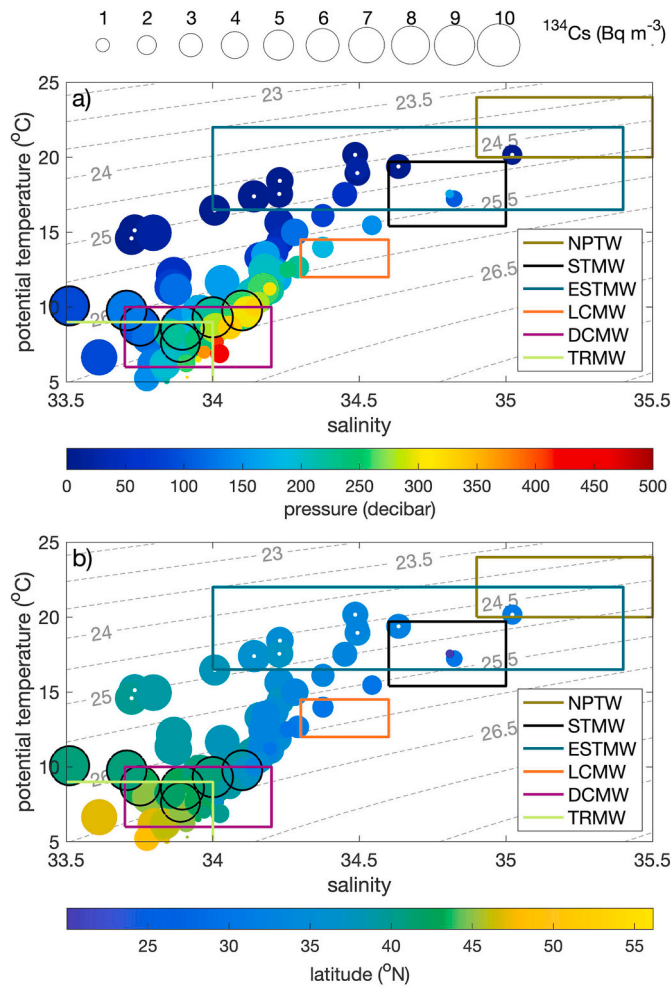 1 2 3 4 5 6 7 8 9 10
¹³⁴Cs (Bq m⁻³)
a)
25
20
15
10
5
potential temperature (°C)
23
23.5
24
24.5
25
25.5
26
26.5
NPTW
STMW
ESTMW
LCMW
DCMW
TRMW
33.5 34 34.5 35 35.5
salinity
0 50 100 150 200 250 300 350 400 450 500
pressure (decibar)
b)
25
20
15
10
5
potential temperature (°C)
23
23.5
24
24.5
25
25.5
26
26.5
NPTW
STMW
ESTMW
LCMW
DCMW
TRMW
33.5 34 34.5 35 35.5
salinity
25 30 35 40 45 50 55
latitude (°N)